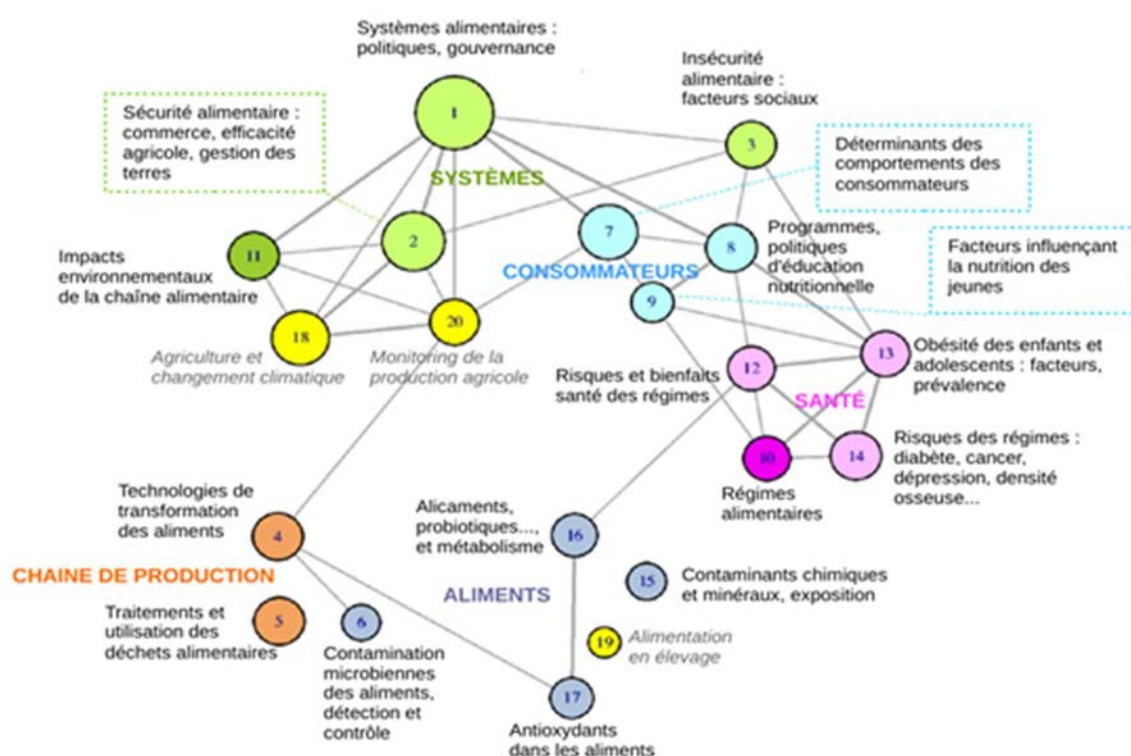 Systèmes alimentaires :
politiques, gouvernance
1
Insécurité
alimentaire :
facteurs sociaux
3
Sécurité alimentaire :
commerce, efficacité
agricole, gestion des
terres
Déterminants des
comportements des
consommateurs
SYSTÈMES
2
7
8
Programmes,
politiques
d'éducation
nutritionnelle
Facteurs influençant
la nutrition des
jeunes
11
Impacts
environnementaux
de la chaîne alimentaire
CONSOMMATEURS
9
18
20
Agriculture et
changement climatique
Monitoring de la
production agricole
13
Obésité des enfants et
adolescents : facteurs,
prévalence
12
Risques et bienfaits
santé des régimes
SANTÉ
10
14
Régimes
alimentaires
Risques des régimes :
diabète, cancer,
dépression, densité
osseuse...
Technologies de
transformation
des aliments
4
Alicaments,
probiotiques...,
et métabolisme
16
CHAINE DE PRODUCTION
ALIMENTS
15
Contaminants chimiques
et minéraux, exposition
Traitements et
utilisation des
déchets alimentaires
5
6
Contamination
microbiennes
des aliments,
détection et
contrôle
19
Alimentation
en élevage
17
Antioxydants
dans les aliments